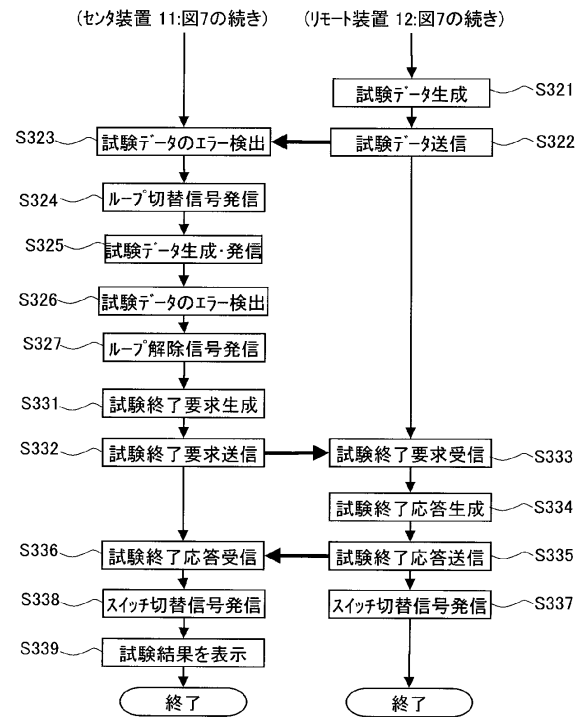 (センタ装置 11:図7の続き)
(リモート装置 12:図7の続き)
試験データ生成
S321
S323
試験データのエラー検出
試験データ送信
S322
S324
ループ切替信号発信
S325
試験データ生成・発信
S326
試験データのエラー検出
S327
ループ解除信号発信
S331
試験終了要求生成
S332
試験終了要求送信
試験終了要求受信
S333
試験終了応答生成
S334
S336
試験終了応答受信
試験終了応答送信
S335
S338
スイッチ切替信号発信
スイッチ切替信号発信
S337
S339
試験結果を表示
終了
終了